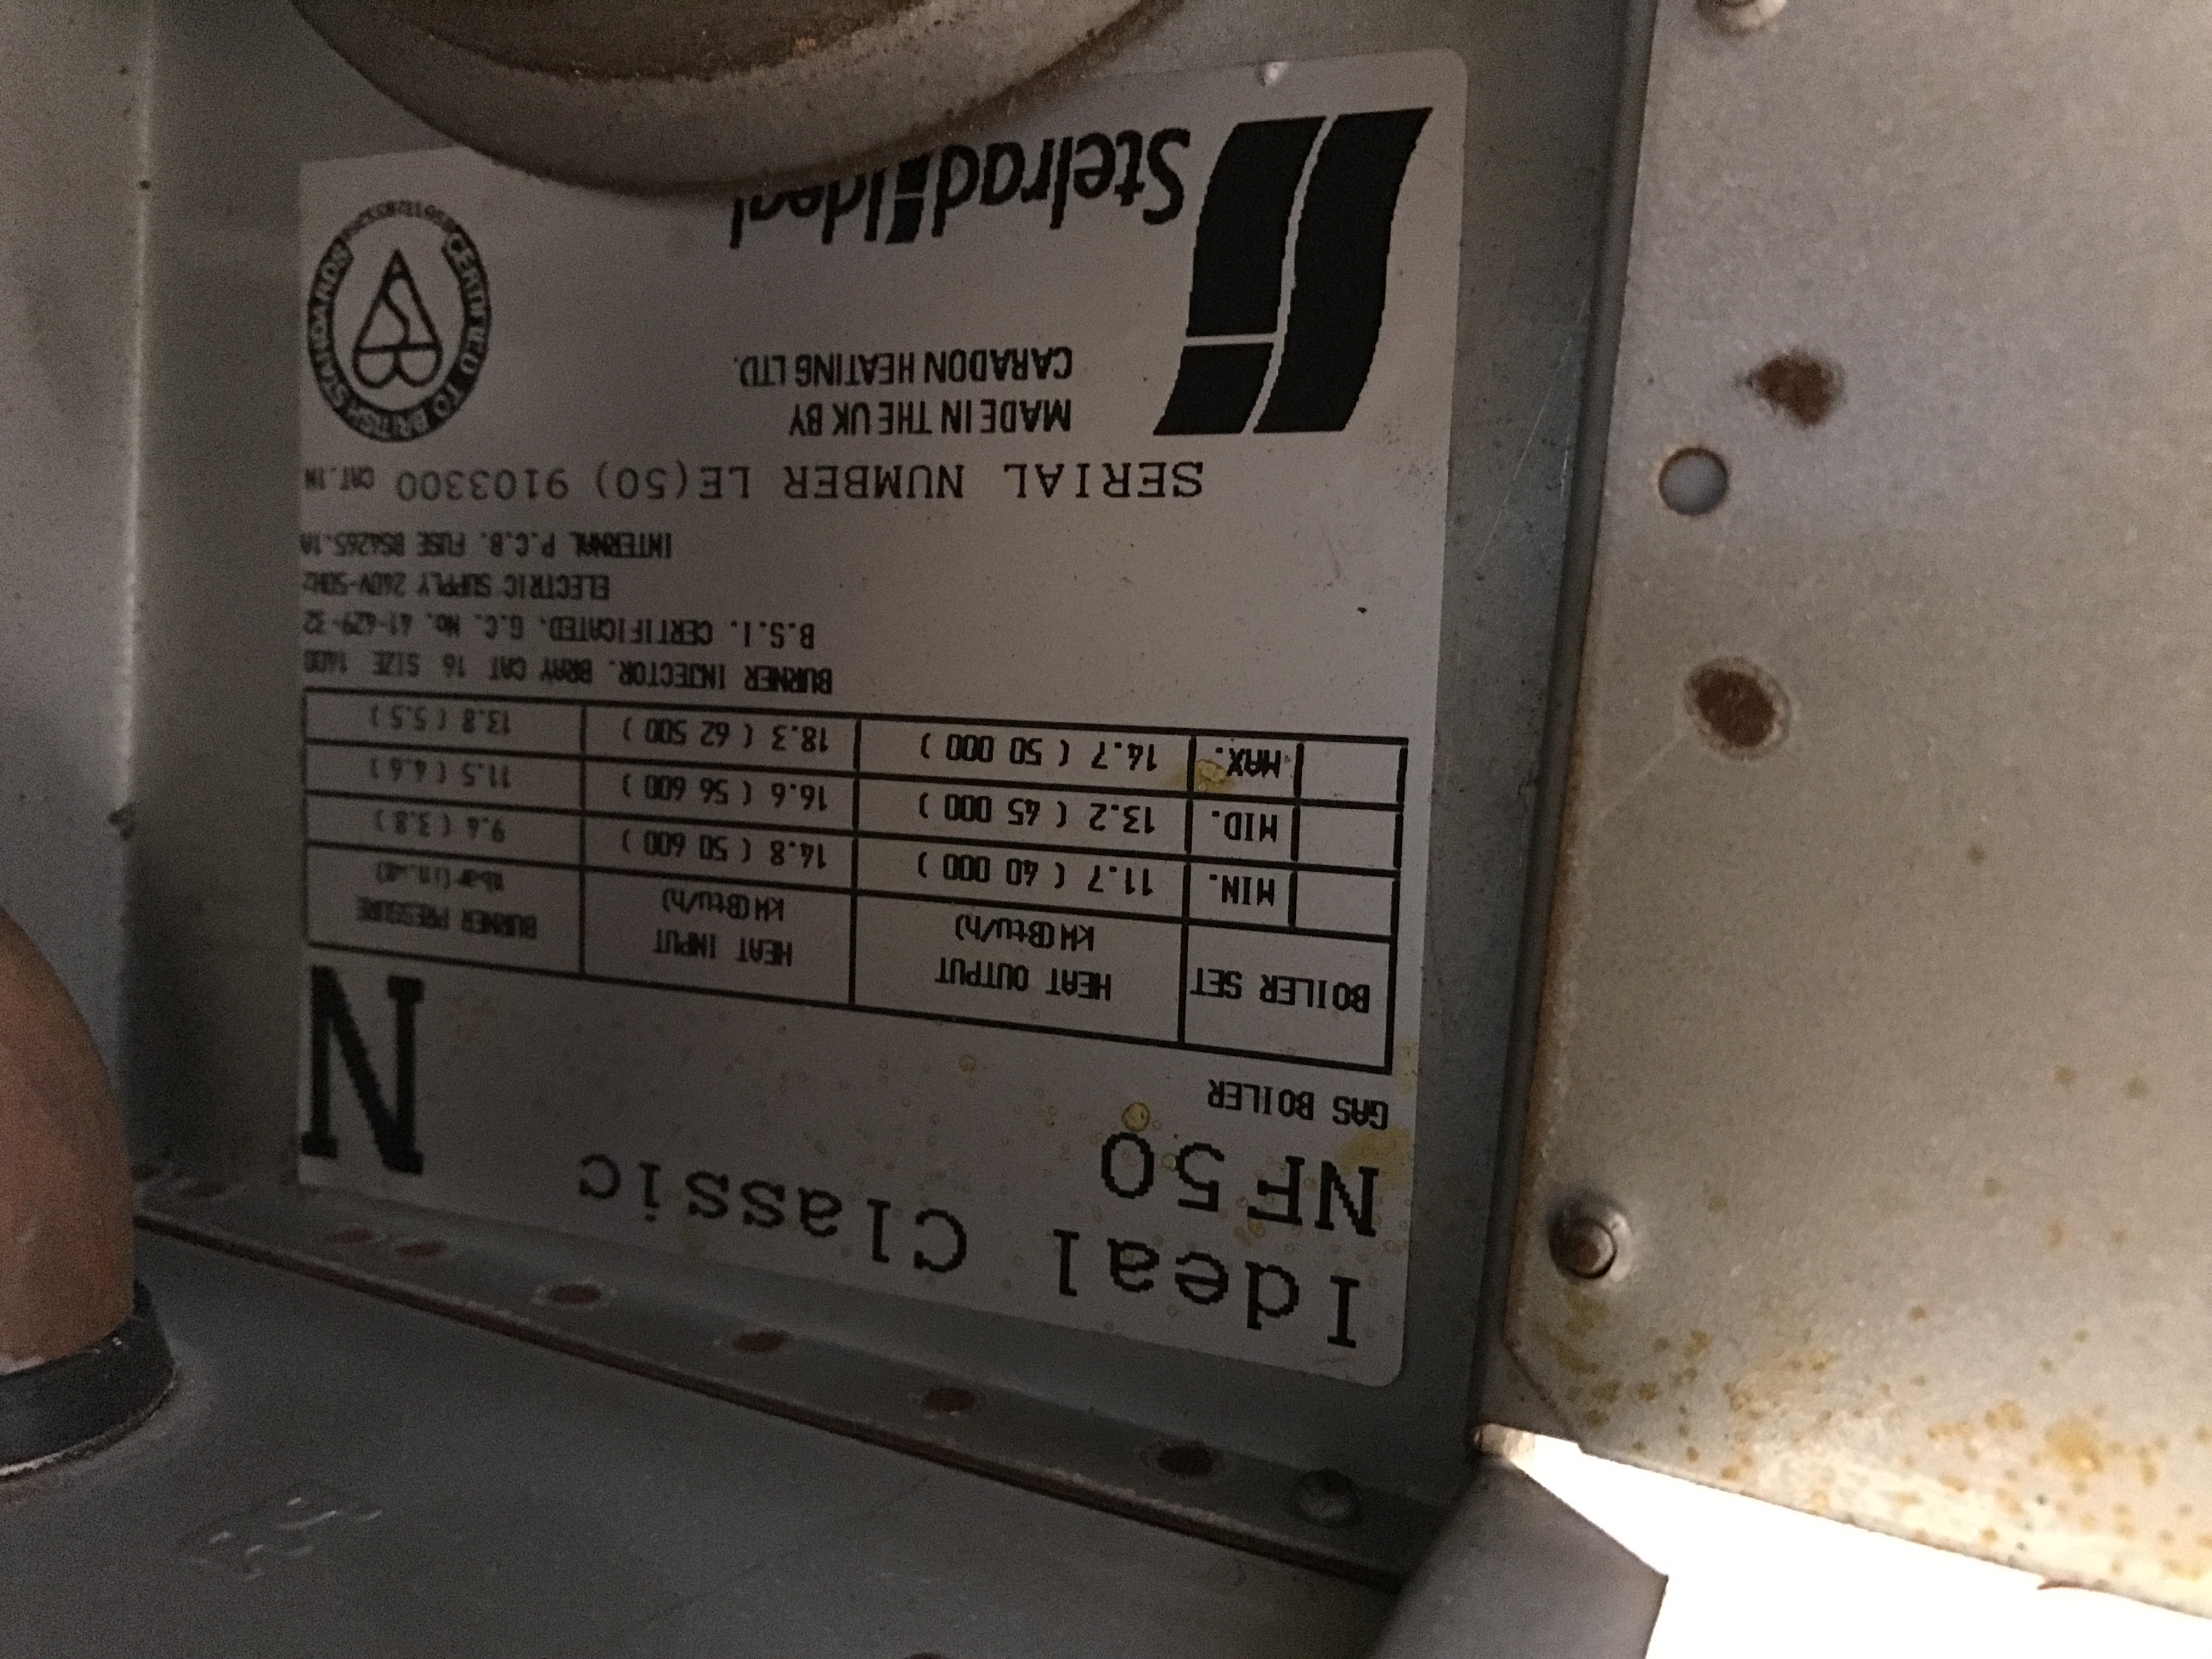 Ideal Classic
NF50
GAS BOILER
N
BOILER SET
HEAT OUTPUT
KW(Btu/h)
HEAT INPUT
KW(Btu/h)
BURNER PRESSURE
mbar(in.wg)
MIN. 11.7 ( 40 000 ) 14.8 ( 50 600 ) 9.4 ( 3.8 )
MID. 13.2 ( 45 000 ) 16.6 ( 56 600 ) 11.5 ( 4.6 )
MAX. 14.7 ( 50 000 ) 18.3 ( 62 500 ) 13.8 ( 5.5 )
BURNER INJECTOR. BRAY CAT 16 SIZE 1400
B.S.I. CERTIFICATED. G.C. No. 41-429-32
ELECTRIC SUPPLY 240V-50Hz
INTERNAL P.C.B. FUSE BS4265.1A
SERIAL NUMBER LE(50) 9103300 CAT.1N
MADE IN THE UK BY
CARADON HEATING LTD.
Stelrad Ideal
CERTIFIED TO BRITISH STANDARDS